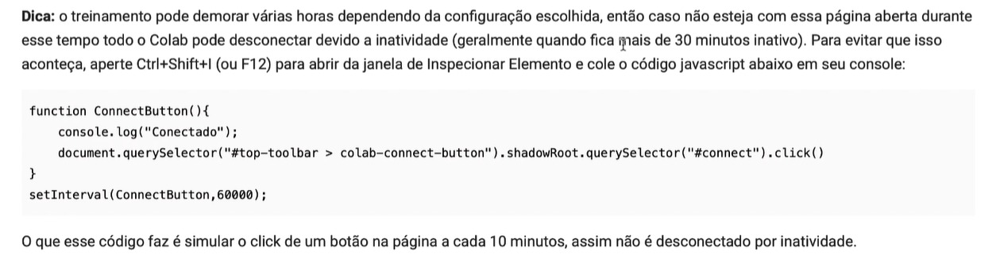 Dica: o treinamento pode demorar várias horas dependendo da configuração escolhida, então caso não esteja com essa página aberta durante
esse tempo todo o Colab pode desconectar devido a inatividade (geralmente quando fica mais de 30 minutos inativo). Para evitar que isso
aconteça, aperte Ctrl+Shift+I (ou F12) para abrir da janela de Inspecionar Elemento e cole o código javascript abaixo em seu console:
function ConnectButton(){
    console.log("Conectado");
    document.querySelector("#top-toolbar > colab-connect-button").shadowRoot.querySelector("#connect").click()
}
setInterval(ConnectButton,60000);
O que esse código faz é simular o click de um botão na página a cada 10 minutos, assim não é desconectado por inatividade.